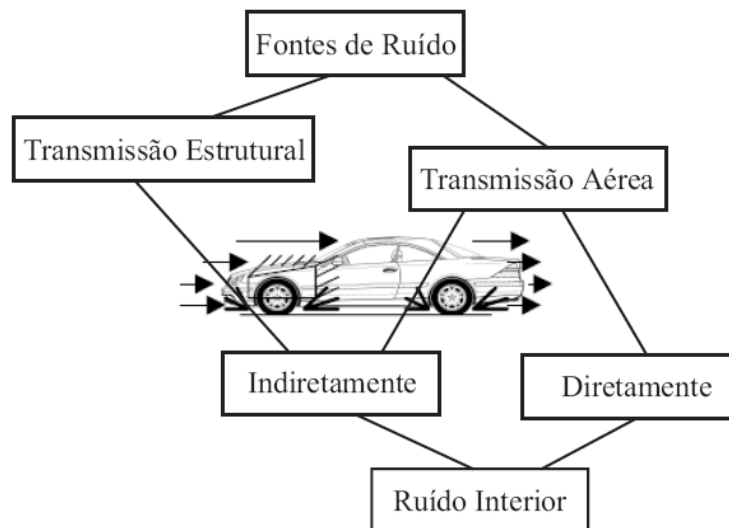 Fontes de Ruído
Transmissão Estrutural
Transmissão Aérea
Indiretamente
Diretamente
Ruído Interior